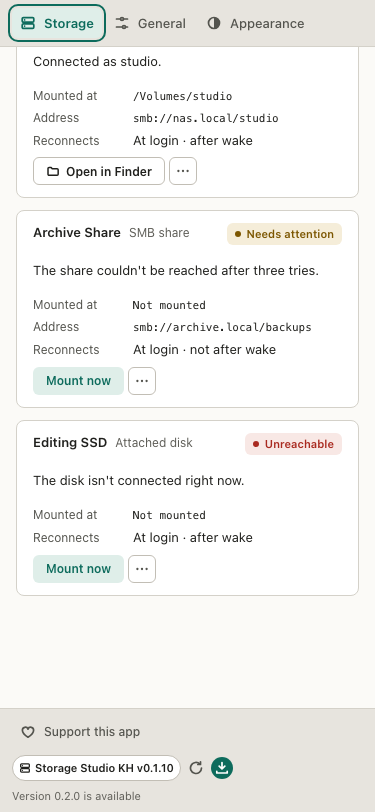 Storage
General
Appearance
Connected as studio.
Mounted at /Volumes/studio
Address smb://nas.local/studio
Reconnects At login · after wake
Open in Finder
Archive Share SMB share Needs attention
The share couldn't be reached after three tries.
Mounted at Not mounted
Address smb://archive.local/backups
Reconnects At login · not after wake
Mount now
Editing SSD Attached disk Unreachable
The disk isn't connected right now.
Mounted at Not mounted
Reconnects At login · after wake
Mount now
Support this app
Storage Studio KH v0.1.10
Version 0.2.0 is available